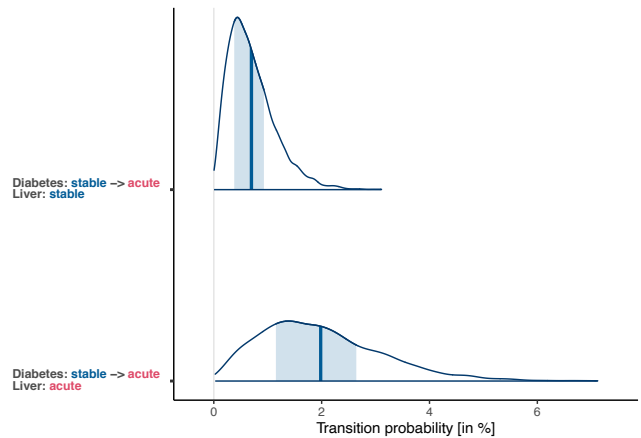 Diabetes: stable –> acute
Liver: stable
Diabetes: stable –> acute
Liver: acute
0 2 4 6
Transition probability [in %]